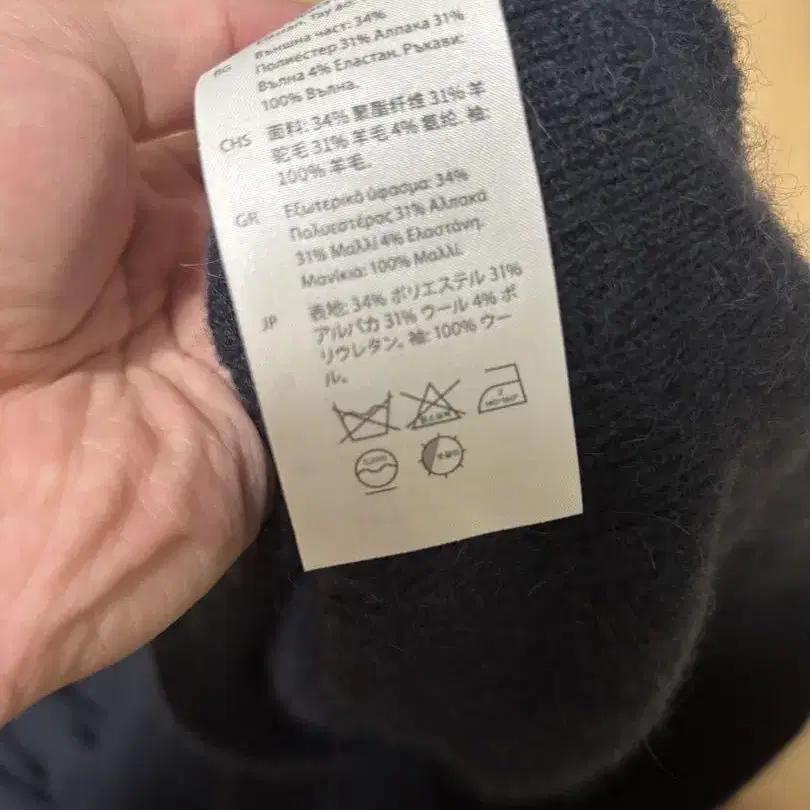 BG
Външна част: 34%
Полиестер 31% Алпака 31%
Вълна 4% Еластан. Ръкави:
100% Вълна.
CHS
面料: 34% 聚酯纤维 31% 羊
驼毛 31% 羊毛 4% 氨纶. 袖:
100% 羊毛.
GR
Εξωτερικό ύφασμα: 34%
Πολυεστέρας 31% Αλπακά
31% Μαλλί 4% Ελαστάνη.
Μανίκια: 100% Μαλλί.
JP
表地: 34% ポリエステル 31%
アルパカ 31% ウール 4% ポ
リウレタン. 袖: 100% ウー
ル.
2